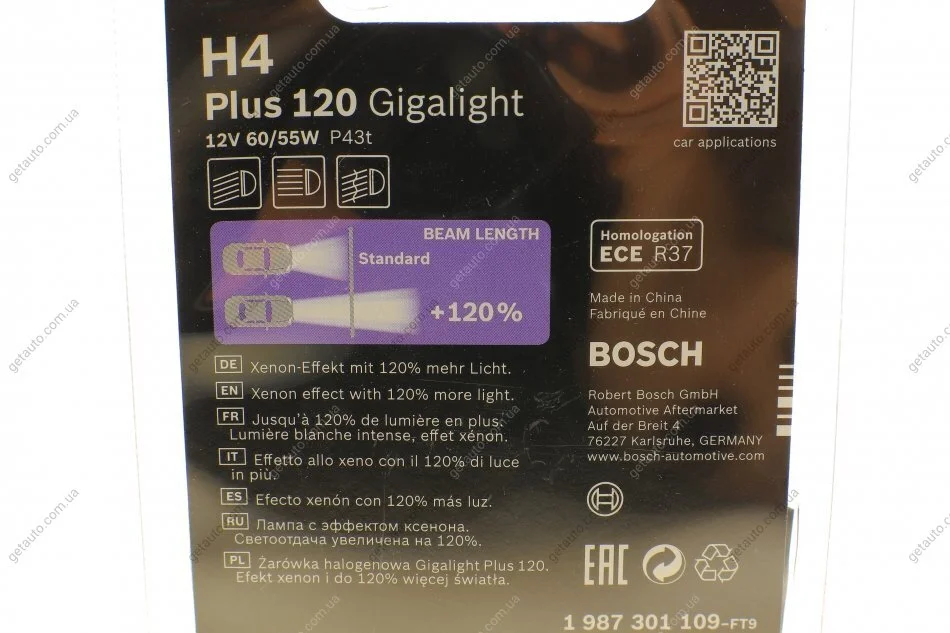 H4
Plus 120 Gigalight
12V 60/55W P43t
car applications
BEAM LENGTH
Standard
+120%
Homologation
ECE R37
Made in China
Fabriqué en Chine
BOSCH
Robert Bosch GmbH
Automotive Aftermarket
Auf der Breit 4
76227 Karlsruhe, GERMANY
www.bosch-automotive.com
DE Xenon-Effekt mit 120% mehr Licht.
EN Xenon effect with 120% more light.
FR Jusqu'à 120% de lumière en plus.
Lumière blanche intense, effet xénon.
IT Effetto allo xeno con il 120% di luce
in più.
ES Efecto xenón con 120% más luz.
RU Лампа с эффектом ксенона.
Светоотдача увеличена на 120%.
PL Żarówka halogenowa Gigalight Plus 120.
Efekt xenon i do 120% więcej światła.
EAC
1 987 301 109-FT9
getauto.com.ua